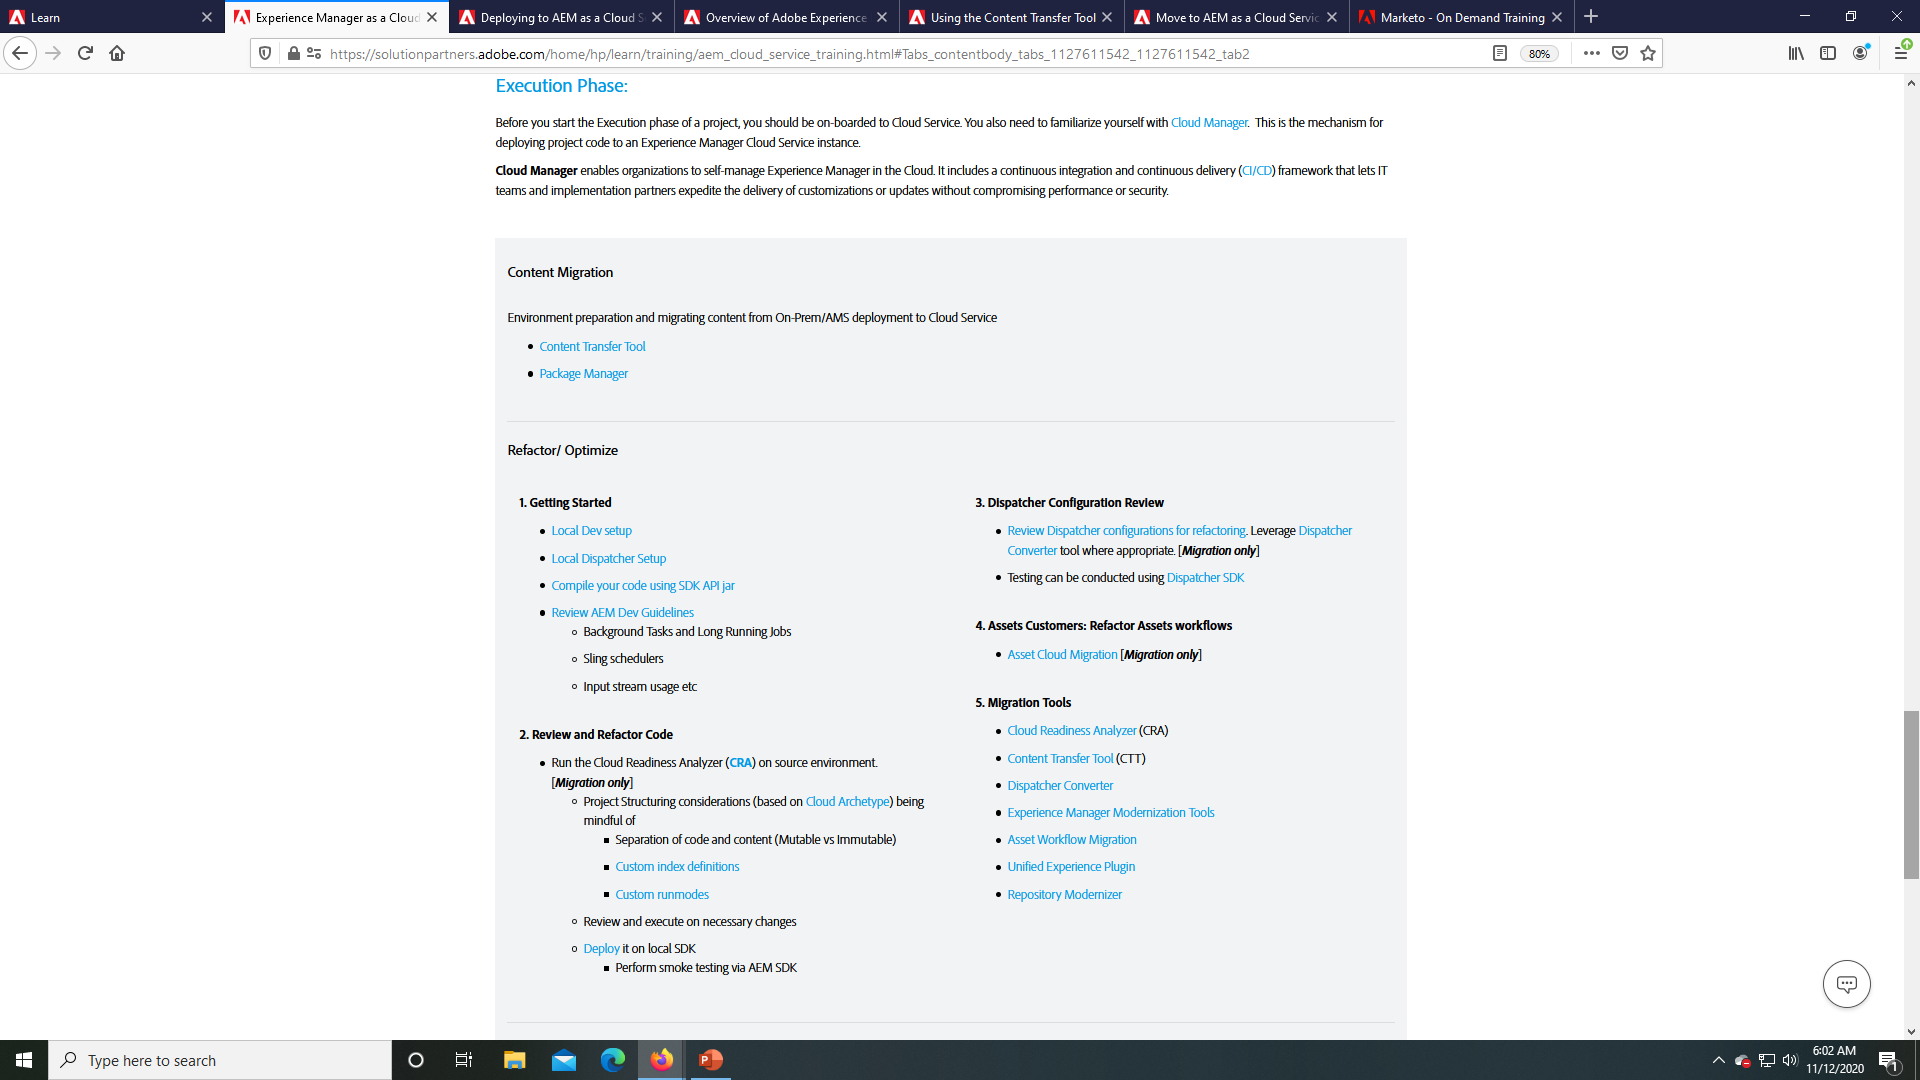 Learn
Experience Manager as a Cloud
Deploying to AEM as a Cloud S
Overview of Adobe Experience
Using the Content Transfer Tool
Move to AEM as a Cloud Servic
Marketo - On Demand Training
https://solutionpartners.adobe.com/home/hp/learn/training/aem_cloud_service_training.html#Tabs_contentbody_tabs_1127611542_1127611542_tab2
80%
Execution Phase:
Before you start the Execution phase of a project, you should be on-boarded to Cloud Service. You also need to familiarize yourself with Cloud Manager. This is the mechanism for
deploying project code to an Experience Manager Cloud Service instance.
Cloud Manager enables organizations to self-manage Experience Manager in the Cloud. It includes a continuous integration and continuous delivery (CI/CD) framework that lets IT
teams and implementation partners expedite the delivery of customizations or updates without compromising performance or security.
Content Migration
Environment preparation and migrating content from On-Prem/AMS deployment to Cloud Service
• Content Transfer Tool
• Package Manager
Refactor/ Optimize
1. Getting Started
• Local Dev setup
• Local Dispatcher Setup
• Compile your code using SDK API jar
• Review AEM Dev Guidelines
◦ Background Tasks and Long Running Jobs
◦ Sling schedulers
◦ Input stream usage etc
2. Review and Refactor Code
• Run the Cloud Readiness Analyzer (CRA) on source environment.
[Migration only]
◦ Project Structuring considerations (based on Cloud Archetype) being
mindful of
▪ Separation of code and content (Mutable vs Immutable)
▪ Custom index definitions
▪ Custom runmodes
◦ Review and execute on necessary changes
◦ Deploy it on local SDK
▪ Perform smoke testing via AEM SDK
3. Dispatcher Configuration Review
• Review Dispatcher configurations for refactoring. Leverage Dispatcher
Converter tool where appropriate. [Migration only]
• Testing can be conducted using Dispatcher SDK
4. Assets Customers: Refactor Assets workflows
• Asset Cloud Migration [Migration only]
5. Migration Tools
• Cloud Readiness Analyzer (CRA)
• Content Transfer Tool (CTT)
• Dispatcher Converter
• Experience Manager Modernization Tools
• Asset Workflow Migration
• Unified Experience Plugin
• Repository Modernizer
Type here to search
6:02 AM
11/12/2020
1